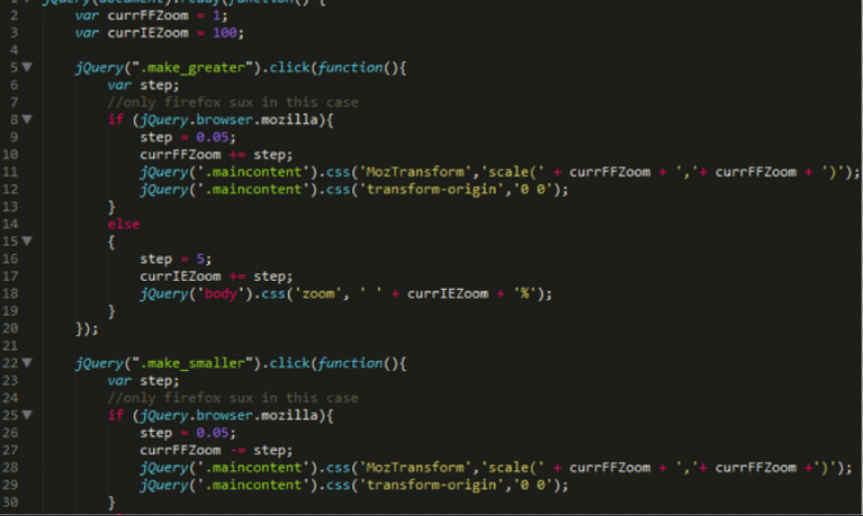 jQuery(document).ready(function() {
2 var currFFZoom = 1;
3 var currIEZoom = 100;
4
5 jQuery(".make_greater").click(function(){
6 var step;
7 //only firefox sux in this case
8 if (jQuery.browser.mozilla){
9 step = 0.05;
10 currFFZoom += step;
11 jQuery('.maincontent').css('MozTransform','scale(' + currFFZoom + ','+ currFFZoom + ')');
12 jQuery('.maincontent').css('transform-origin','0 0');
13 }
14 else
15 {
16 step = 5;
17 currIEZoom += step;
18 jQuery('body').css('zoom', ' ' + currIEZoom + '%');
19 }
20 });
21
22 jQuery(".make_smaller").click(function(){
23 var step;
24 //only firefox sux in this case
25 if (jQuery.browser.mozilla){
26 step = 0.05;
27 currFFZoom -= step;
28 jQuery('.maincontent').css('MozTransform','scale(' + currFFZoom + ','+ currFFZoom +')');
29 jQuery('.maincontent').css('transform-origin','0 0');
30 }